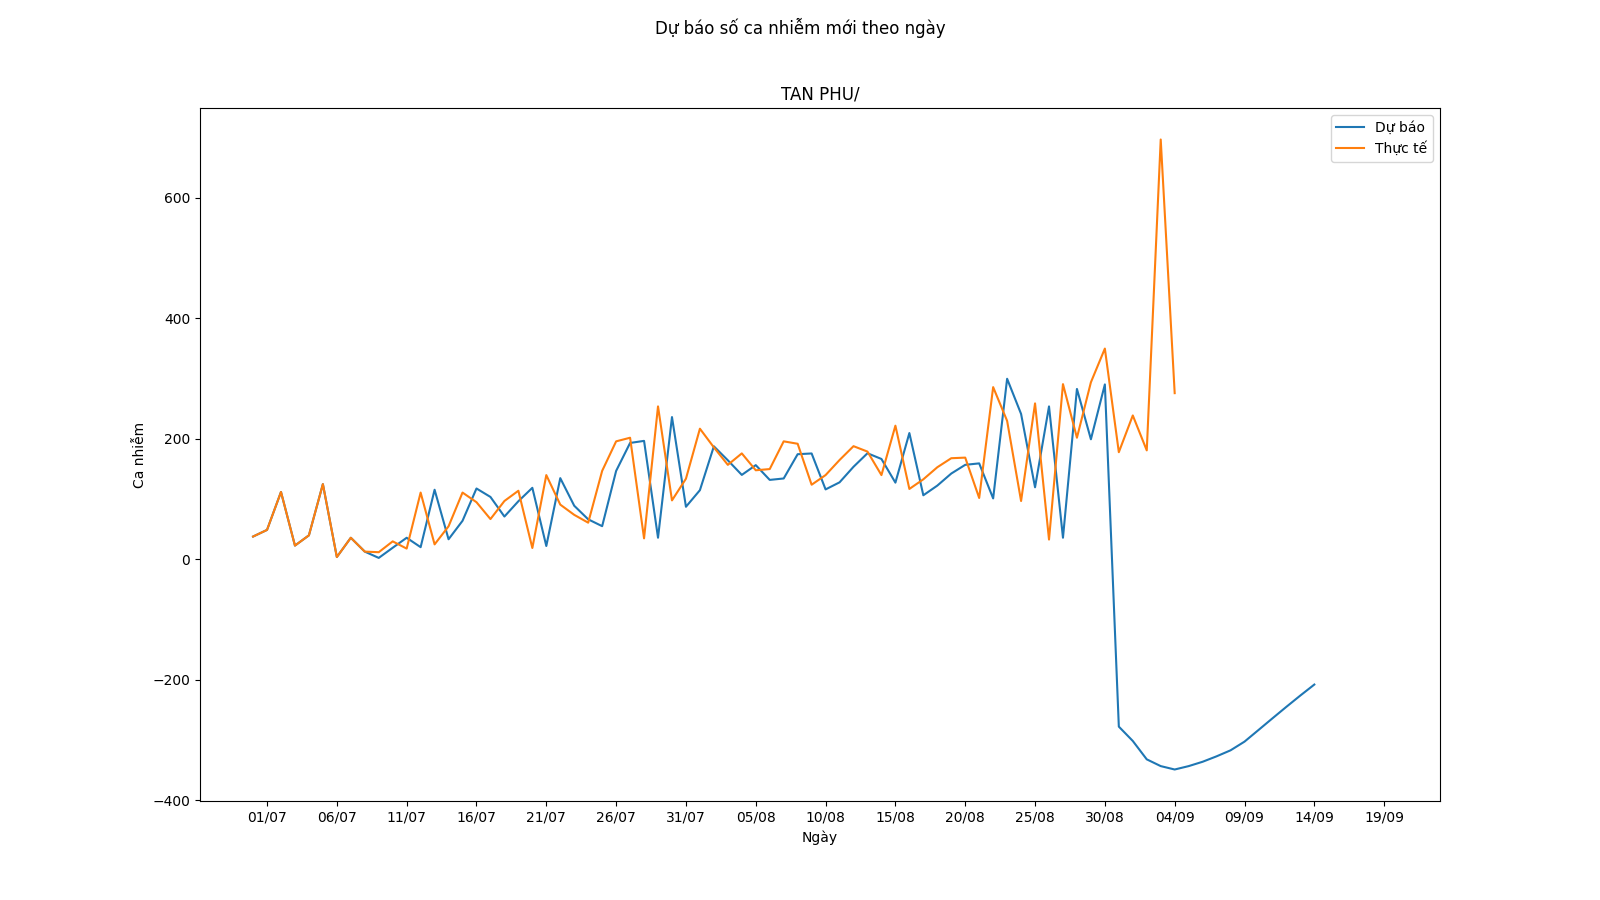 Dự báo số ca nhiễm mới theo ngày
TAN PHU/
Dự báo
Thực tế
600
400
200
0
−200
−400
Ca nhiễm
01/07 06/07 11/07 16/07 21/07 26/07 31/07 05/08 10/08 15/08 20/08 25/08 30/08 04/09 09/09 14/09 19/09
Ngày